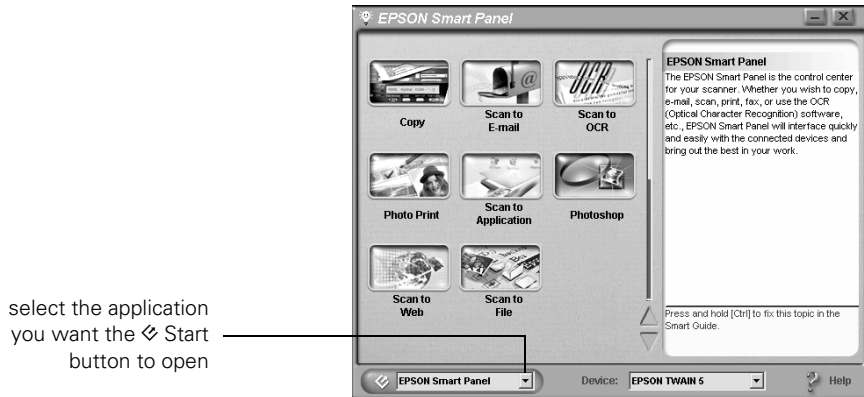 EPSON Smart Panel
Copy
Scan to
E-mail
Scan to
OCR
Photo Print
Scan to
Application
Photoshop
Scan to
Web
Scan to
File
EPSON Smart Panel
The EPSON Smart Panel is the control center
for your scanner. Whether you wish to copy,
e-mail, scan, print, fax, or use the OCR
(Optical Character Recognition) software,
etc., EPSON Smart Panel will interface quickly
and easily with the connected devices and
bring out the best in your work.
Press and hold [Ctrl] to fix this topic in the
Smart Guide.
select the application
you want the Start
button to open
EPSON Smart Panel
Device: EPSON TWAIN 5
Help